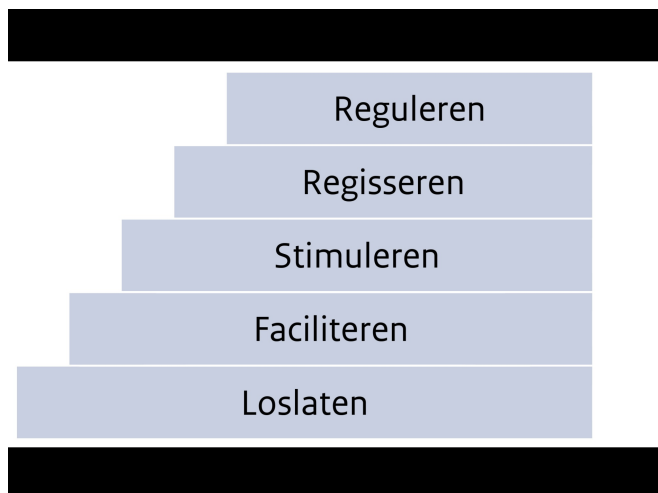 Reguleren
Regisseren
Stimuleren
Faciliteren
Loslaten